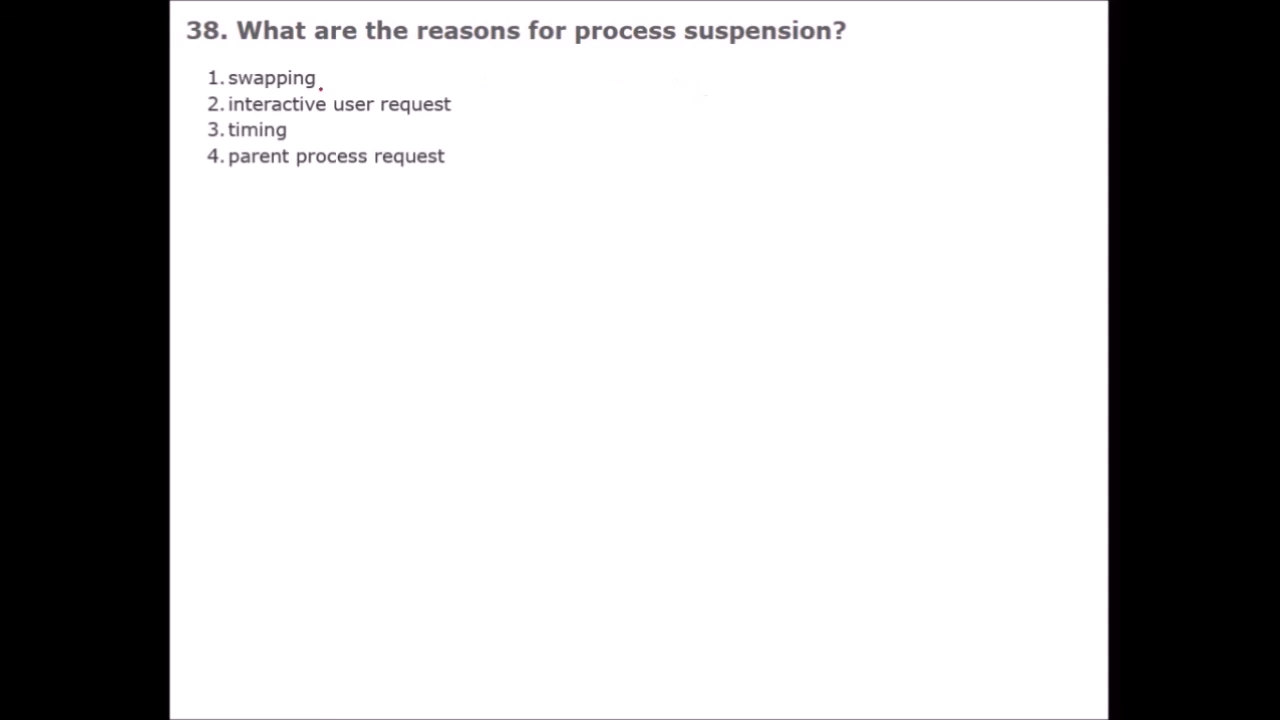 38. What are the reasons for process suspension?
1. swapping
2. interactive user request
3. timing
4. parent process request